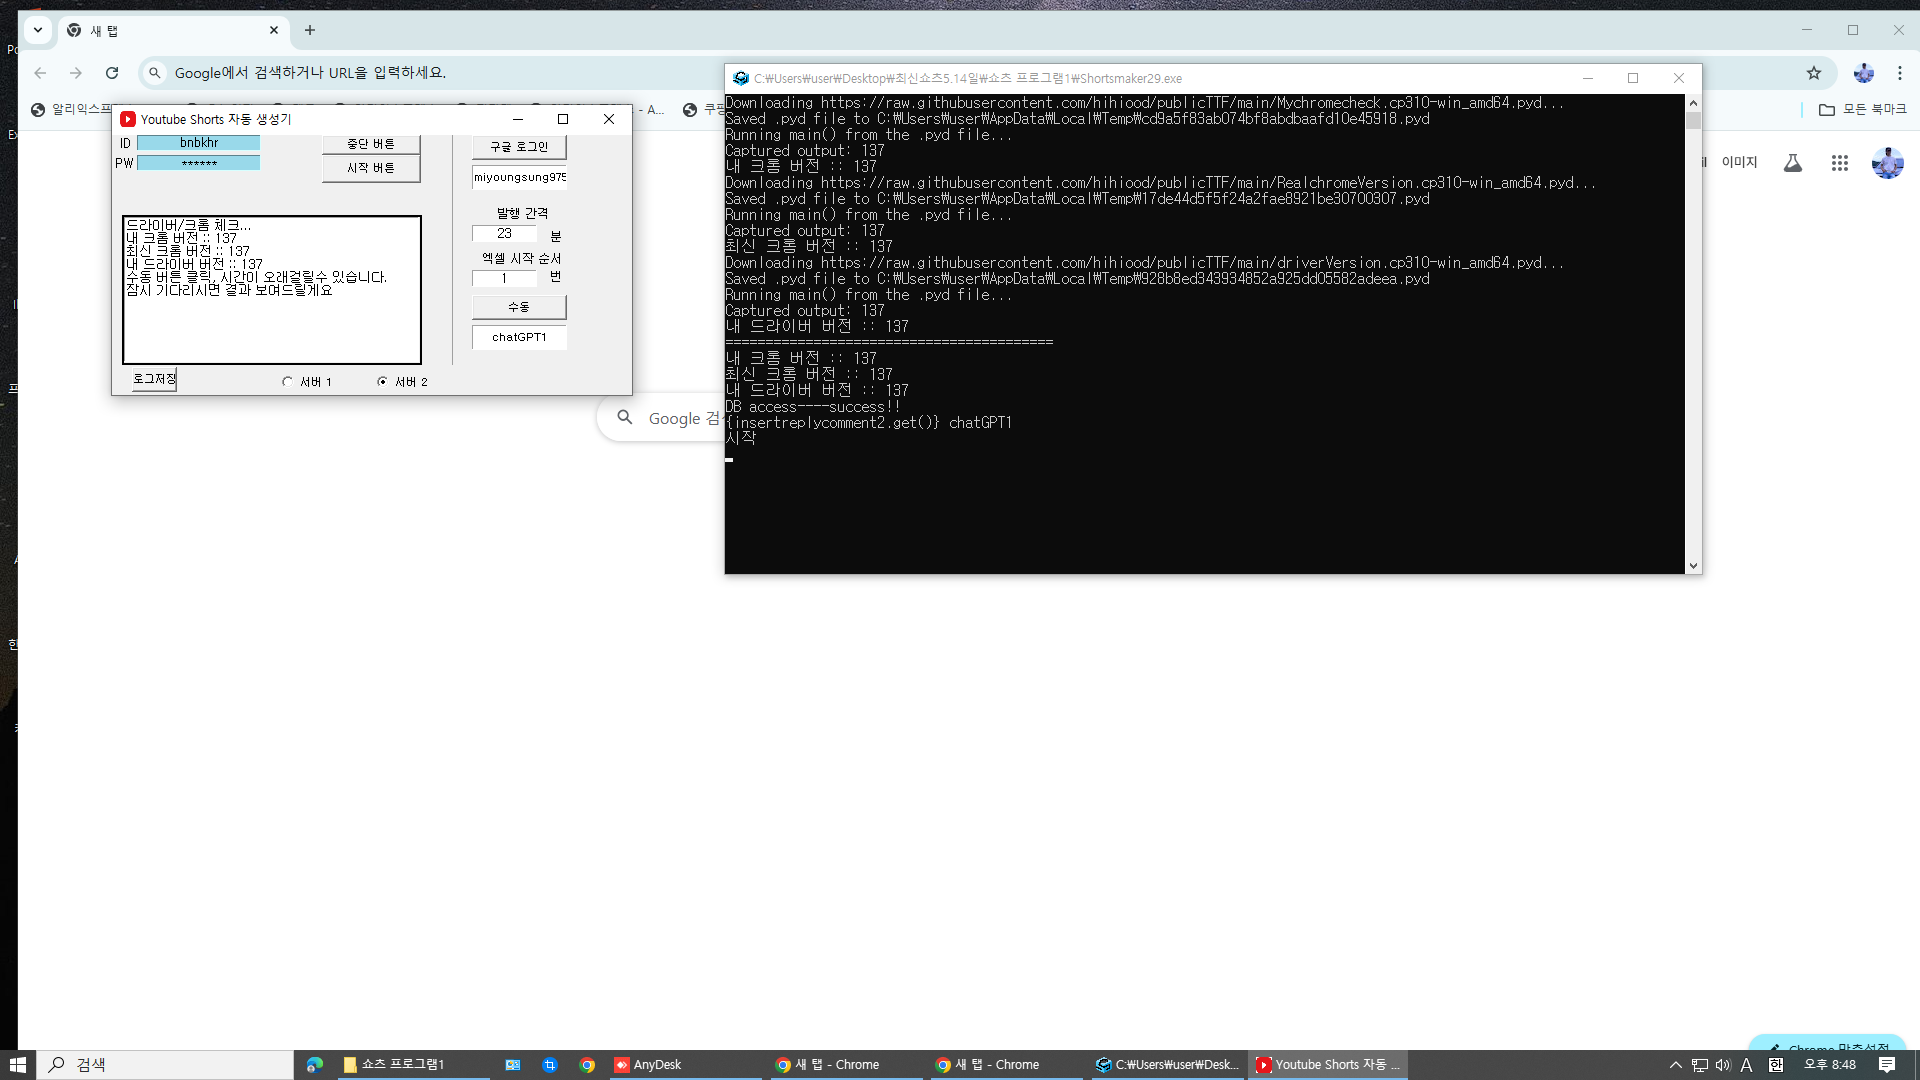 새 탭
Google에서 검색하거나 URL을 입력하세요.
모든 북마크
이미지
Youtube Shorts 자동 생성기
ID bnbkhr
PW ******
중단 버튼
시작 버튼
구글 로그인
miyoungsung975
발행 간격
23 분
엑셀 시작 순서
1 번
수동
chatGPT1
드라이버/크롬 체크...
내 크롬 버전 :: 137
최신 크롬 버전 :: 137
내 드라이버 버전 :: 137
수동 버튼 클릭, 시간이 오래걸릴수 있습니다.
잠시 기다리시면 결과 보여드릴게요
로그저장
서버 1
서버 2
Google
C:₩Users₩user₩Desktop₩최신쇼츠5.14일₩쇼츠 프로그램1₩Shortsmaker29.exe
Downloading https://raw.githubusercontent.com/hihiood/publicTTF/main/Mychromecheck.cp310-win_amd64.pyd...
Saved .pyd file to C:₩Users₩user₩AppData₩Local₩Temp₩cd9a5f83ab074bf8abdbaafd10e45918.pyd
Running main() from the .pyd file...
Captured output: 137
내 크롬 버전 :: 137
Downloading https://raw.githubusercontent.com/hihiood/publicTTF/main/RealchromeVersion.cp310-win_amd64.pyd...
Saved .pyd file to C:₩Users₩user₩AppData₩Local₩Temp₩17de44d5f5f24a2fae8921be30700307.pyd
Running main() from the .pyd file...
Captured output: 137
최신 크롬 버전 :: 137
Downloading https://raw.githubusercontent.com/hihiood/publicTTF/main/driverVersion.cp310-win_amd64.pyd...
Saved .pyd file to C:₩Users₩user₩AppData₩Local₩Temp₩928b8ed343934852a925dd05582adeea.pyd
Running main() from the .pyd file...
Captured output: 137
내 드라이버 버전 :: 137
=========================================
내 크롬 버전 :: 137
최신 크롬 버전 :: 137
내 드라이버 버전 :: 137
DB access----success!!
{insertreplycomment2.get()} chatGPT1
시작
Chrome 맞춤설정
검색
쇼츠 프로그램1
AnyDesk
새 탭 - Chrome
새 탭 - Chrome
C:₩Users₩user₩Desk...
Youtube Shorts 자동 ...
A
한
오후 8:48